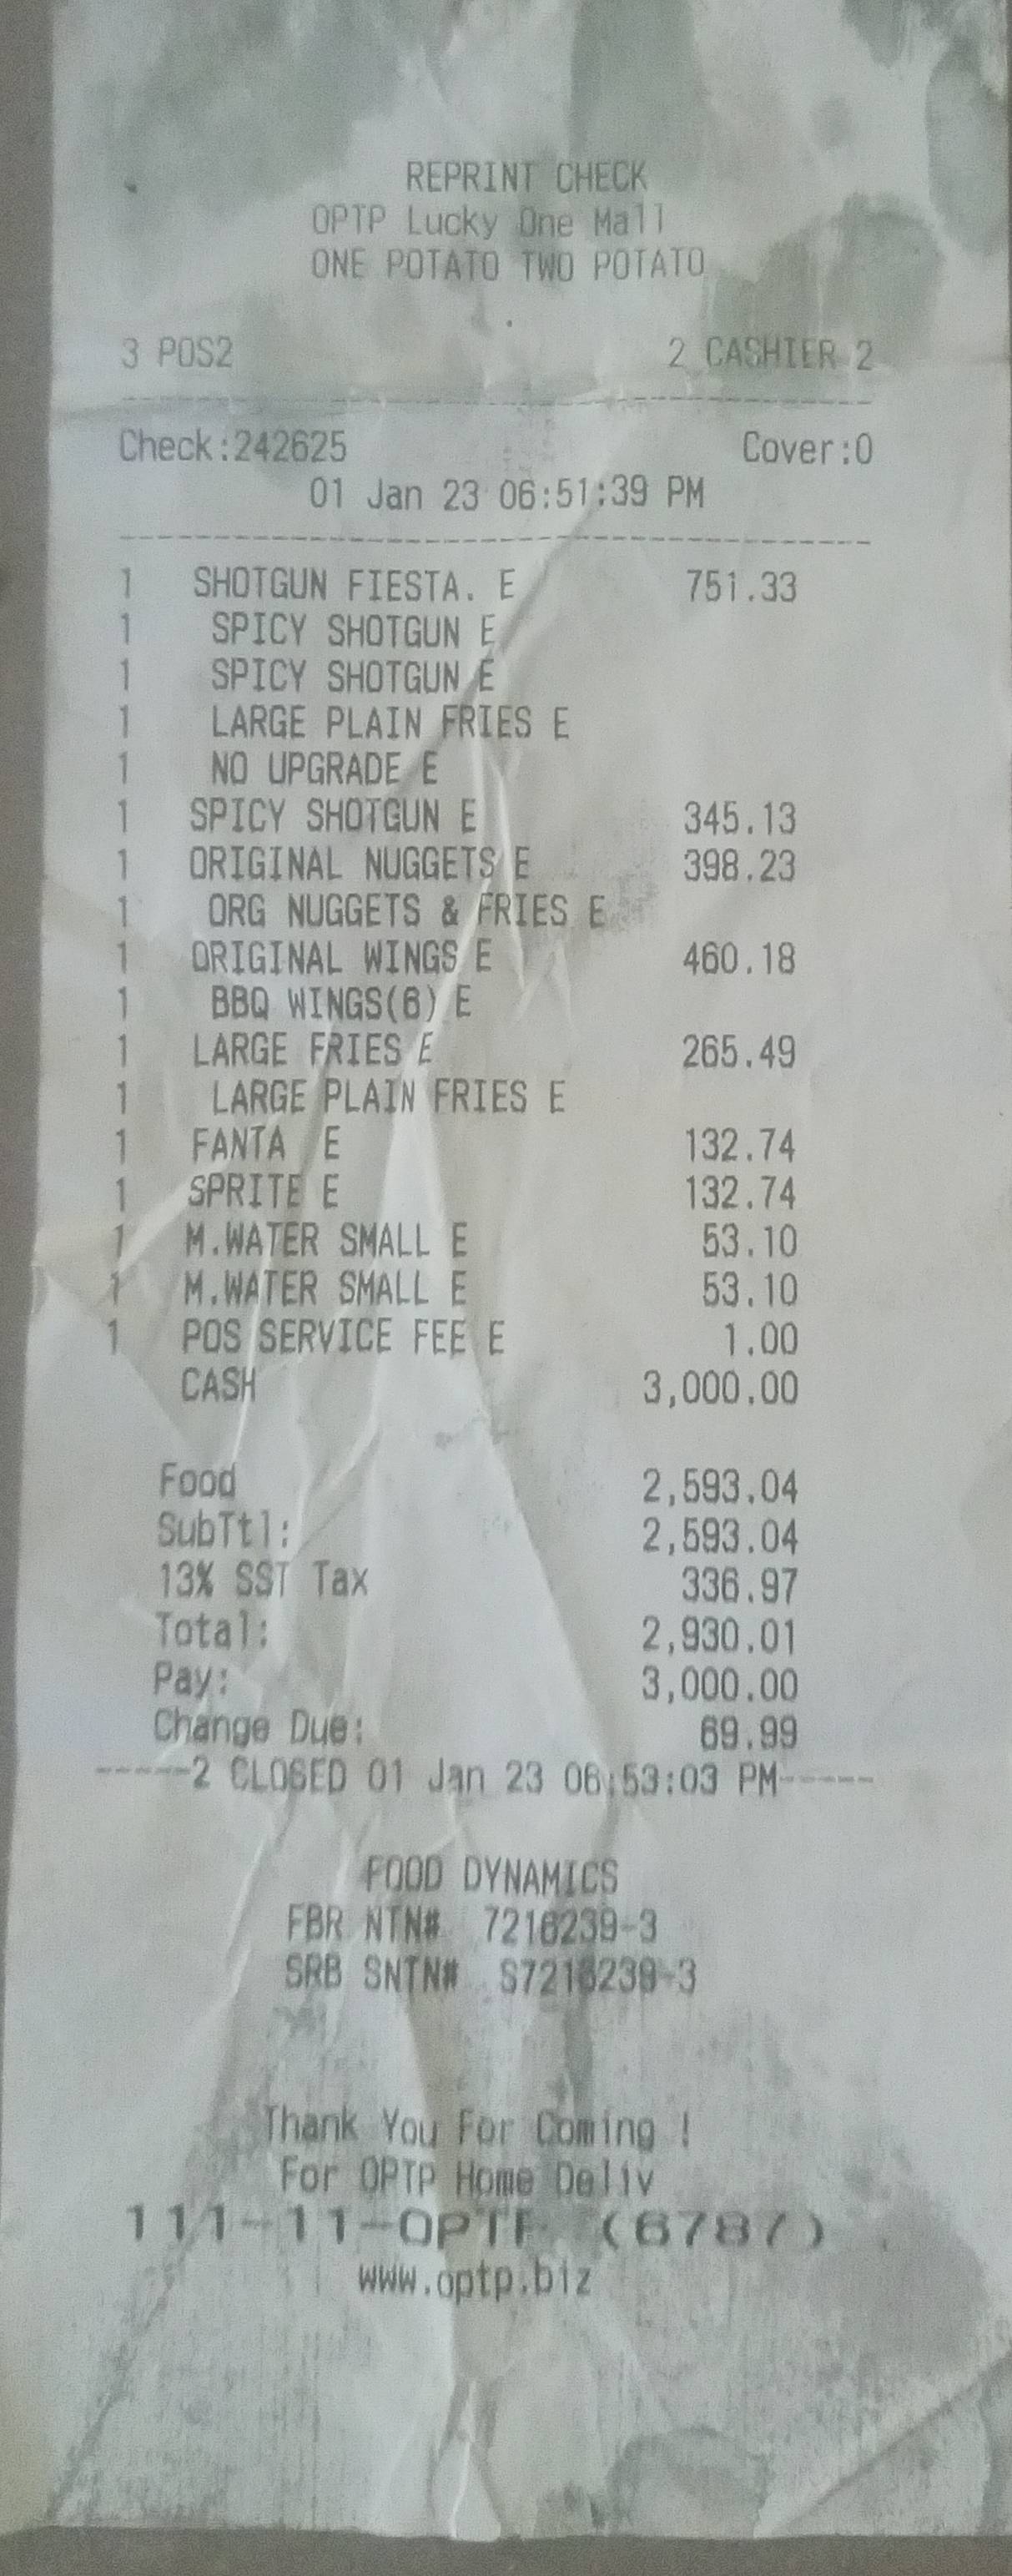 REPRINT CHECK
OPTP Lucky One Mall
ONE POTATO TWO POTATO
3 POS2 2 CASHIER 2
Check:242625 Cover:0
01 Jan 23 06:51:39 PM
1 SHOTGUN FIESTA. E 751.33
1 SPICY SHOTGUN E
1 SPICY SHOTGUN E
1 LARGE PLAIN FRIES E
1 NO UPGRADE E
1 SPICY SHOTGUN E 345.13
1 ORIGINAL NUGGETS E 398.23
1 ORG NUGGETS & FRIES E
1 ORIGINAL WINGS E 460.18
1 BBQ WINGS(6) E
1 LARGE FRIES E 265.49
1 LARGE PLAIN FRIES E
1 FANTA E 132.74
1 SPRITE E 132.74
1 M.WATER SMALL E 53.10
1 M.WATER SMALL E 53.10
1 POS SERVICE FEE E 1.00
CASH 3,000.00
Food 2,593.04
SubTtl: 2,593.04
13% SST Tax 336.97
Total: 2,930.01
Pay: 3,000.00
Change Due: 69.99
-----2 CLOSED 01 Jan 23 06:53:03 PM-----
FOOD DYNAMICS
FBR NTN# 7216239-3
SRB SNTN# S7216239-3
Thank You For Coming !
For OPTP Home Deliv
111-11-OPTP (6787)
www.optp.biz